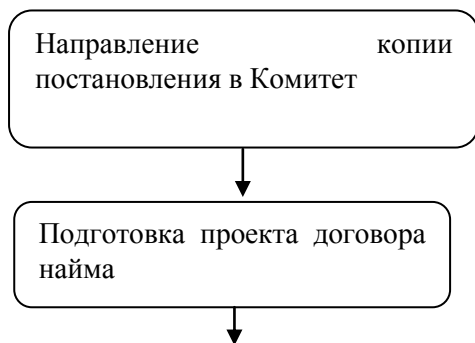 Направление копии
постановления в Комитет
Подготовка проекта договора
найма